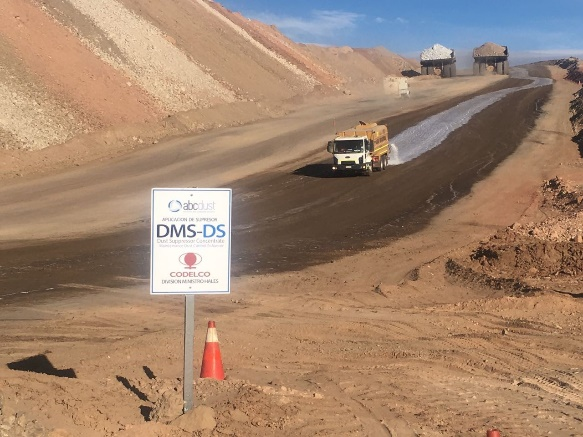 abcdust
APLICACION DE SUPRESOR
DMS-DS
Dust Suppressor Concentrate
CODELCO
DIVISION MINISTRO HALES